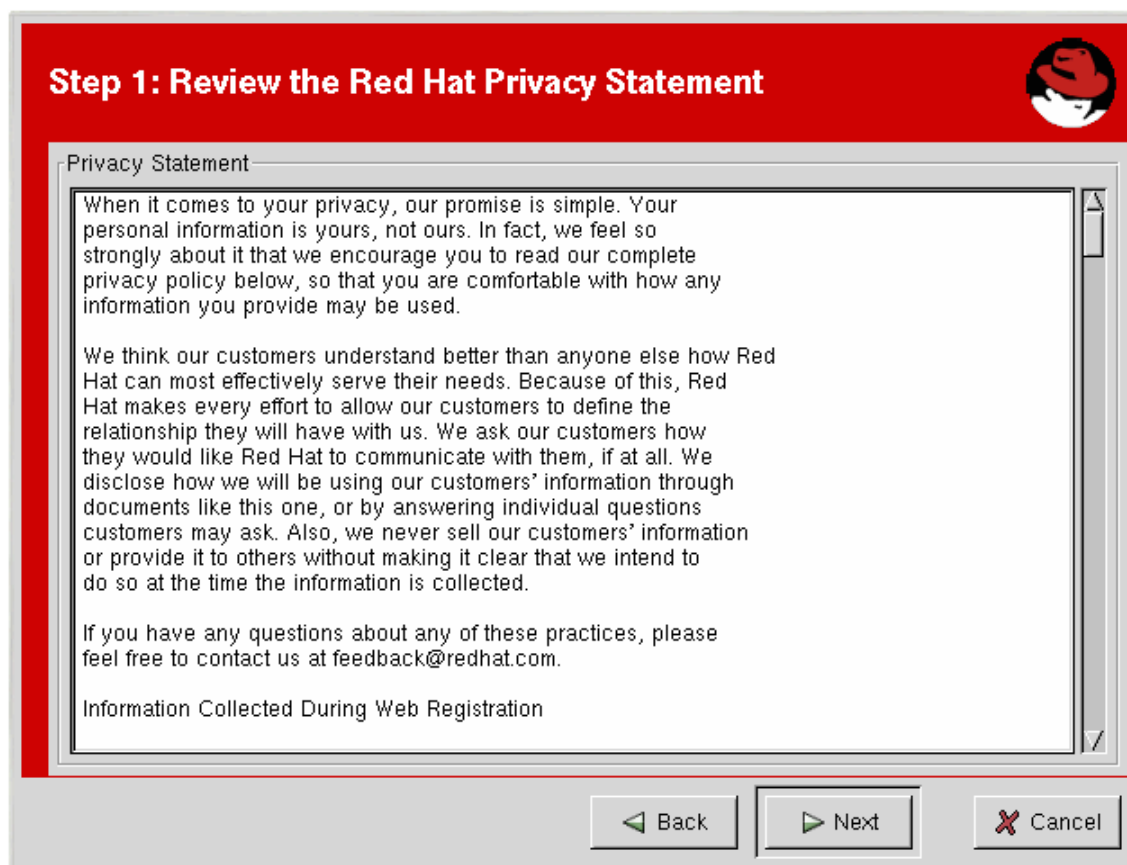 Step 1: Review the Red Hat Privacy Statement
Privacy Statement
When it comes to your privacy, our promise is simple. Your
personal information is yours, not ours. In fact, we feel so
strongly about it that we encourage you to read our complete
privacy policy below, so that you are comfortable with how any
information you provide may be used.
We think our customers understand better than anyone else how Red
Hat can most effectively serve their needs. Because of this, Red
Hat makes every effort to allow our customers to define the
relationship they will have with us. We ask our customers how
they would like Red Hat to communicate with them, if at all. We
disclose how we will be using our customers’ information through
documents like this one, or by answering individual questions
customers may ask. Also, we never sell our customers’ information
or provide it to others without making it clear that we intend to
do so at the time the information is collected.
If you have any questions about any of these practices, please
feel free to contact us at feedback@redhat.com.
Information Collected During Web Registration
Back Next Cancel